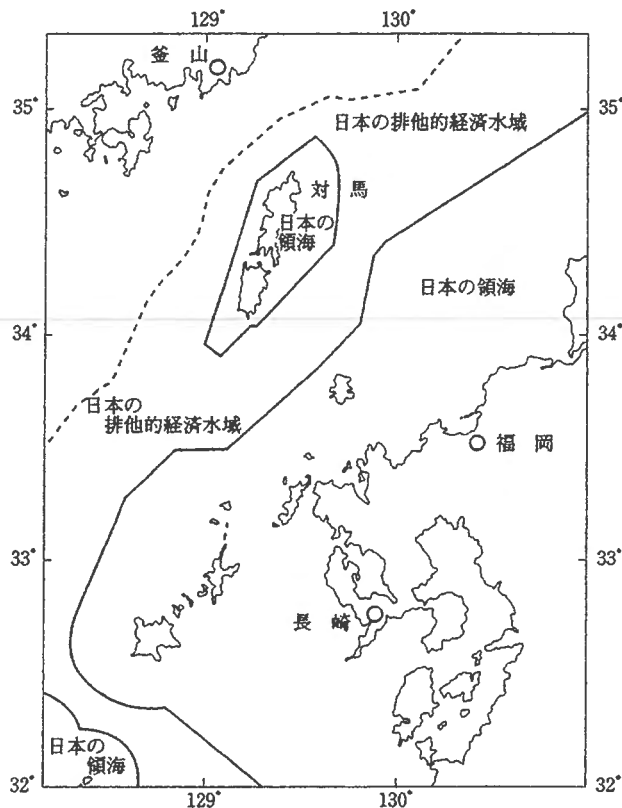 129° 130°
釜 山
35° 35°
日本の排他的経済水域
対 馬
日本の
領海
日本の領海
34° 34°
日本の
排他的経済水域
福 岡
33° 33°
長 崎
日本の
領海
32° 32°
129° 130°